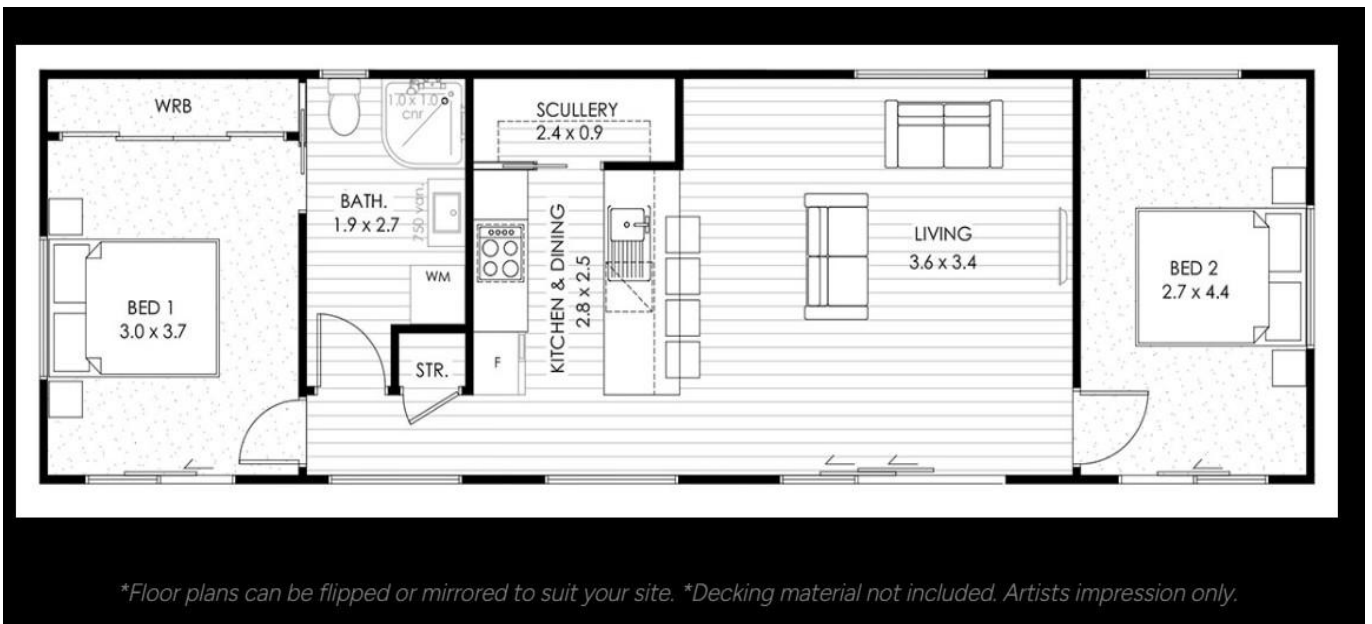 WRB
1.0 x 1.0
cnr
SCULLERY
2.4 x 0.9
BATH.
1.9 x 2.7
750 van.
WM
KITCHEN & DINING
2.8 x 2.5
LIVING
3.6 x 3.4
BED 1
3.0 x 3.7
BED 2
2.7 x 4.4
STR.
F
*Floor plans can be flipped or mirrored to suit your site. *Decking material not included. Artists impression only.